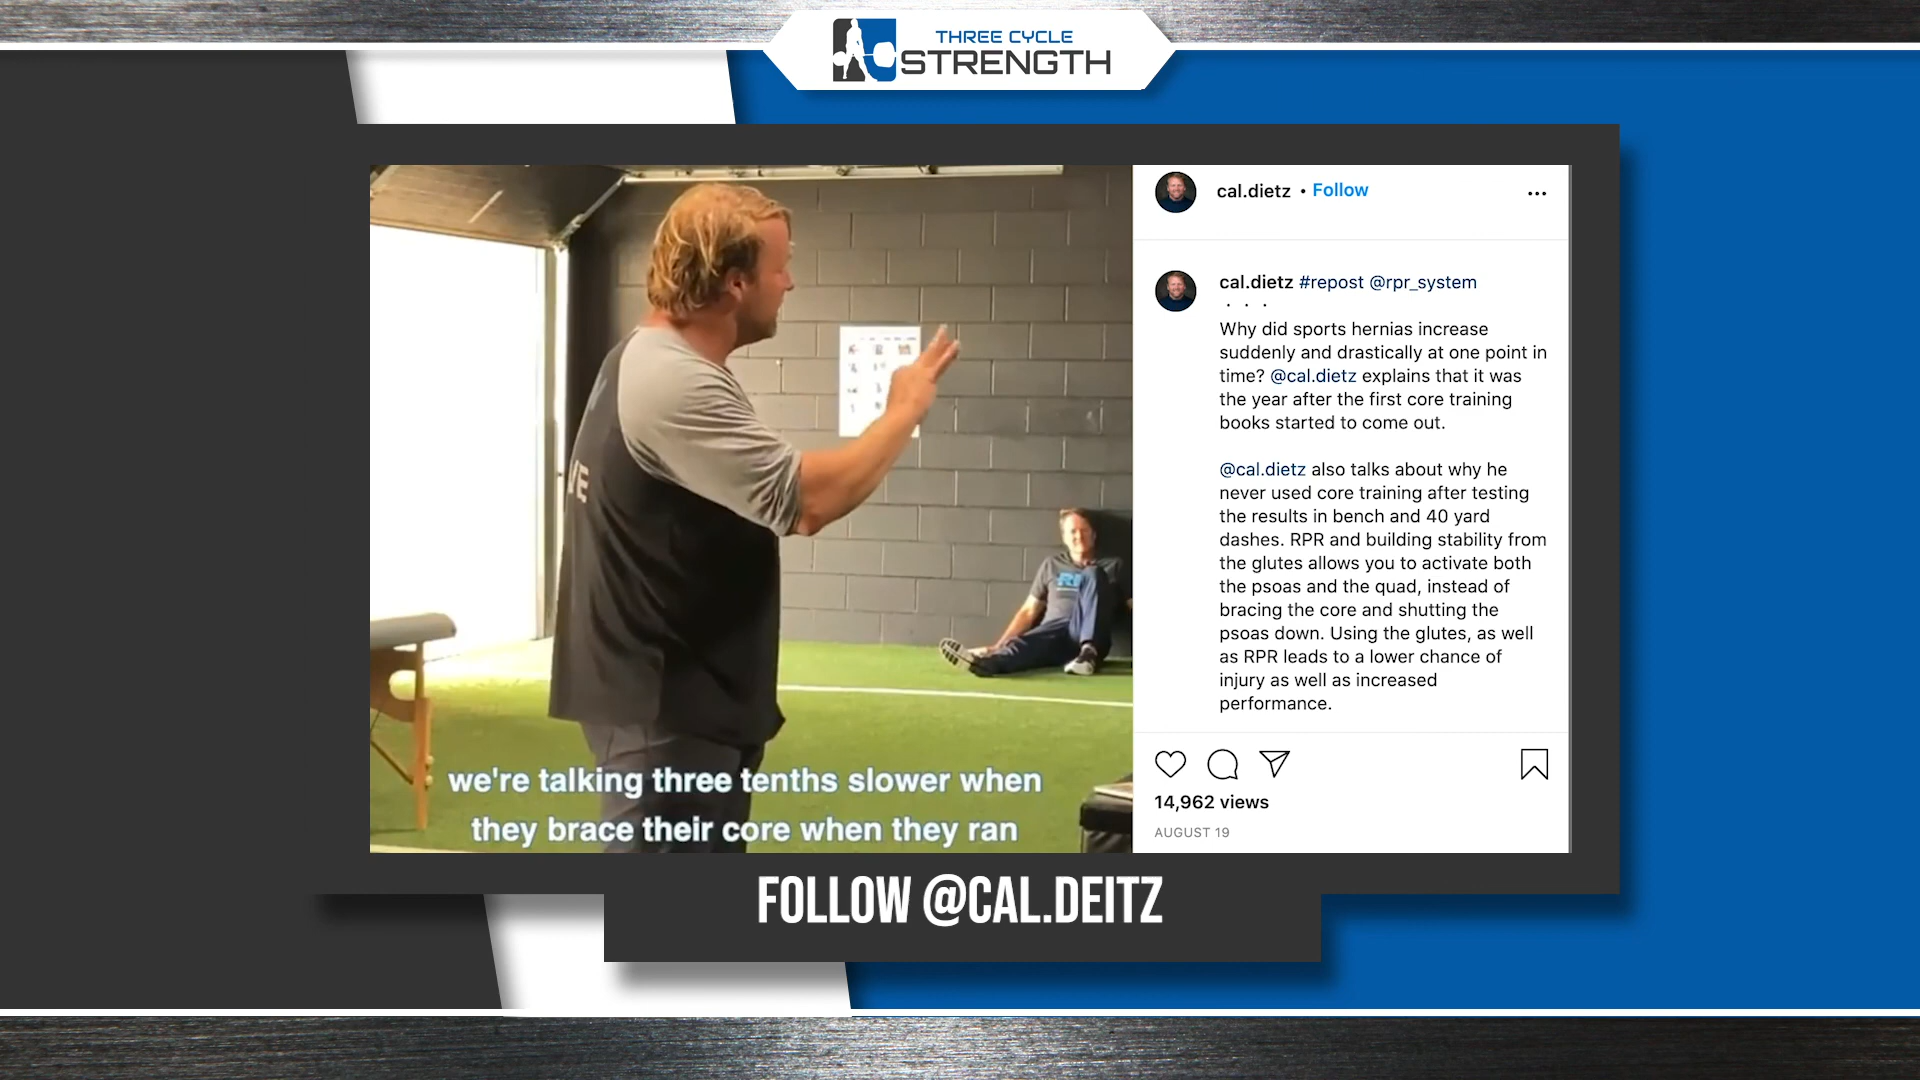 THREE CYCLE
STRENGTH
cal.dietz • Follow
cal.dietz #repost @rpr_system
. . .
Why did sports hernias increase
suddenly and drastically at one point in
time? @cal.dietz explains that it was
the year after the first core training
books started to come out.
@cal.dietz also talks about why he
never used core training after testing
the results in bench and 40 yard
dashes. RPR and building stability from
the glutes allows you to activate both
the psoas and the quad, instead of
bracing the core and shutting the
psoas down. Using the glutes, as well
as RPR leads to a lower chance of
injury as well as increased
performance.
14,962 views
AUGUST 19
we're talking three tenths slower when
they brace their core when they ran
FOLLOW @CAL.DEITZ